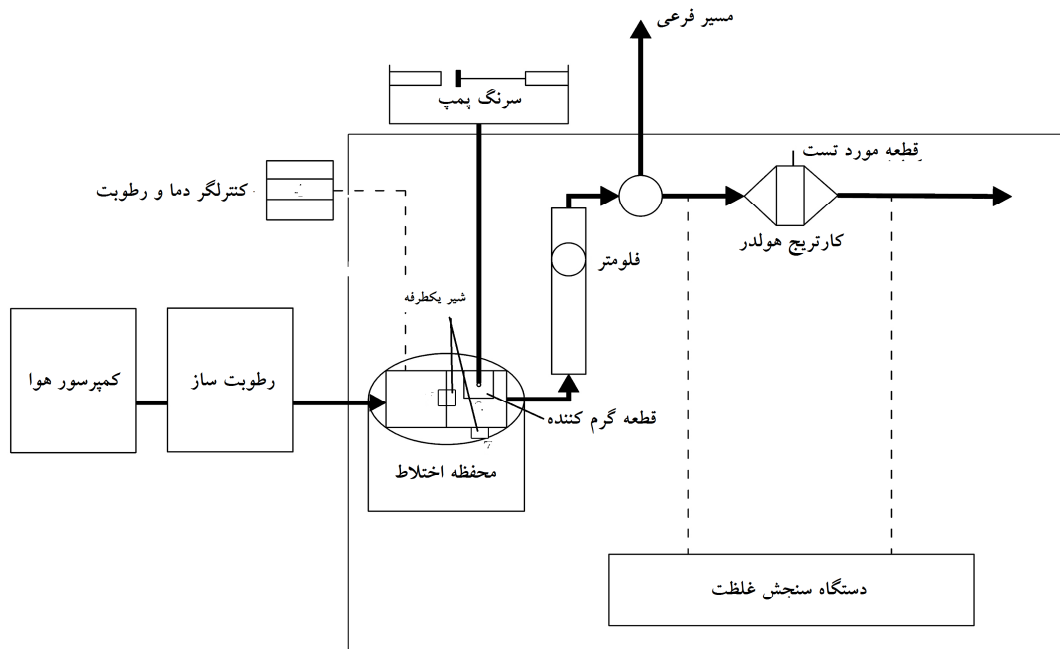 مسیر فرعی
سرنگ پمپ
قطعه مورد تست
کنترلگر دما و رطوبت
کارتریج هولدر
فلومتر
شیر یکطرفه
کمپرسور هوا
رطوبت ساز
قطعه گرم کننده
محفظه اختلاط
دستگاه سنجش غلظت